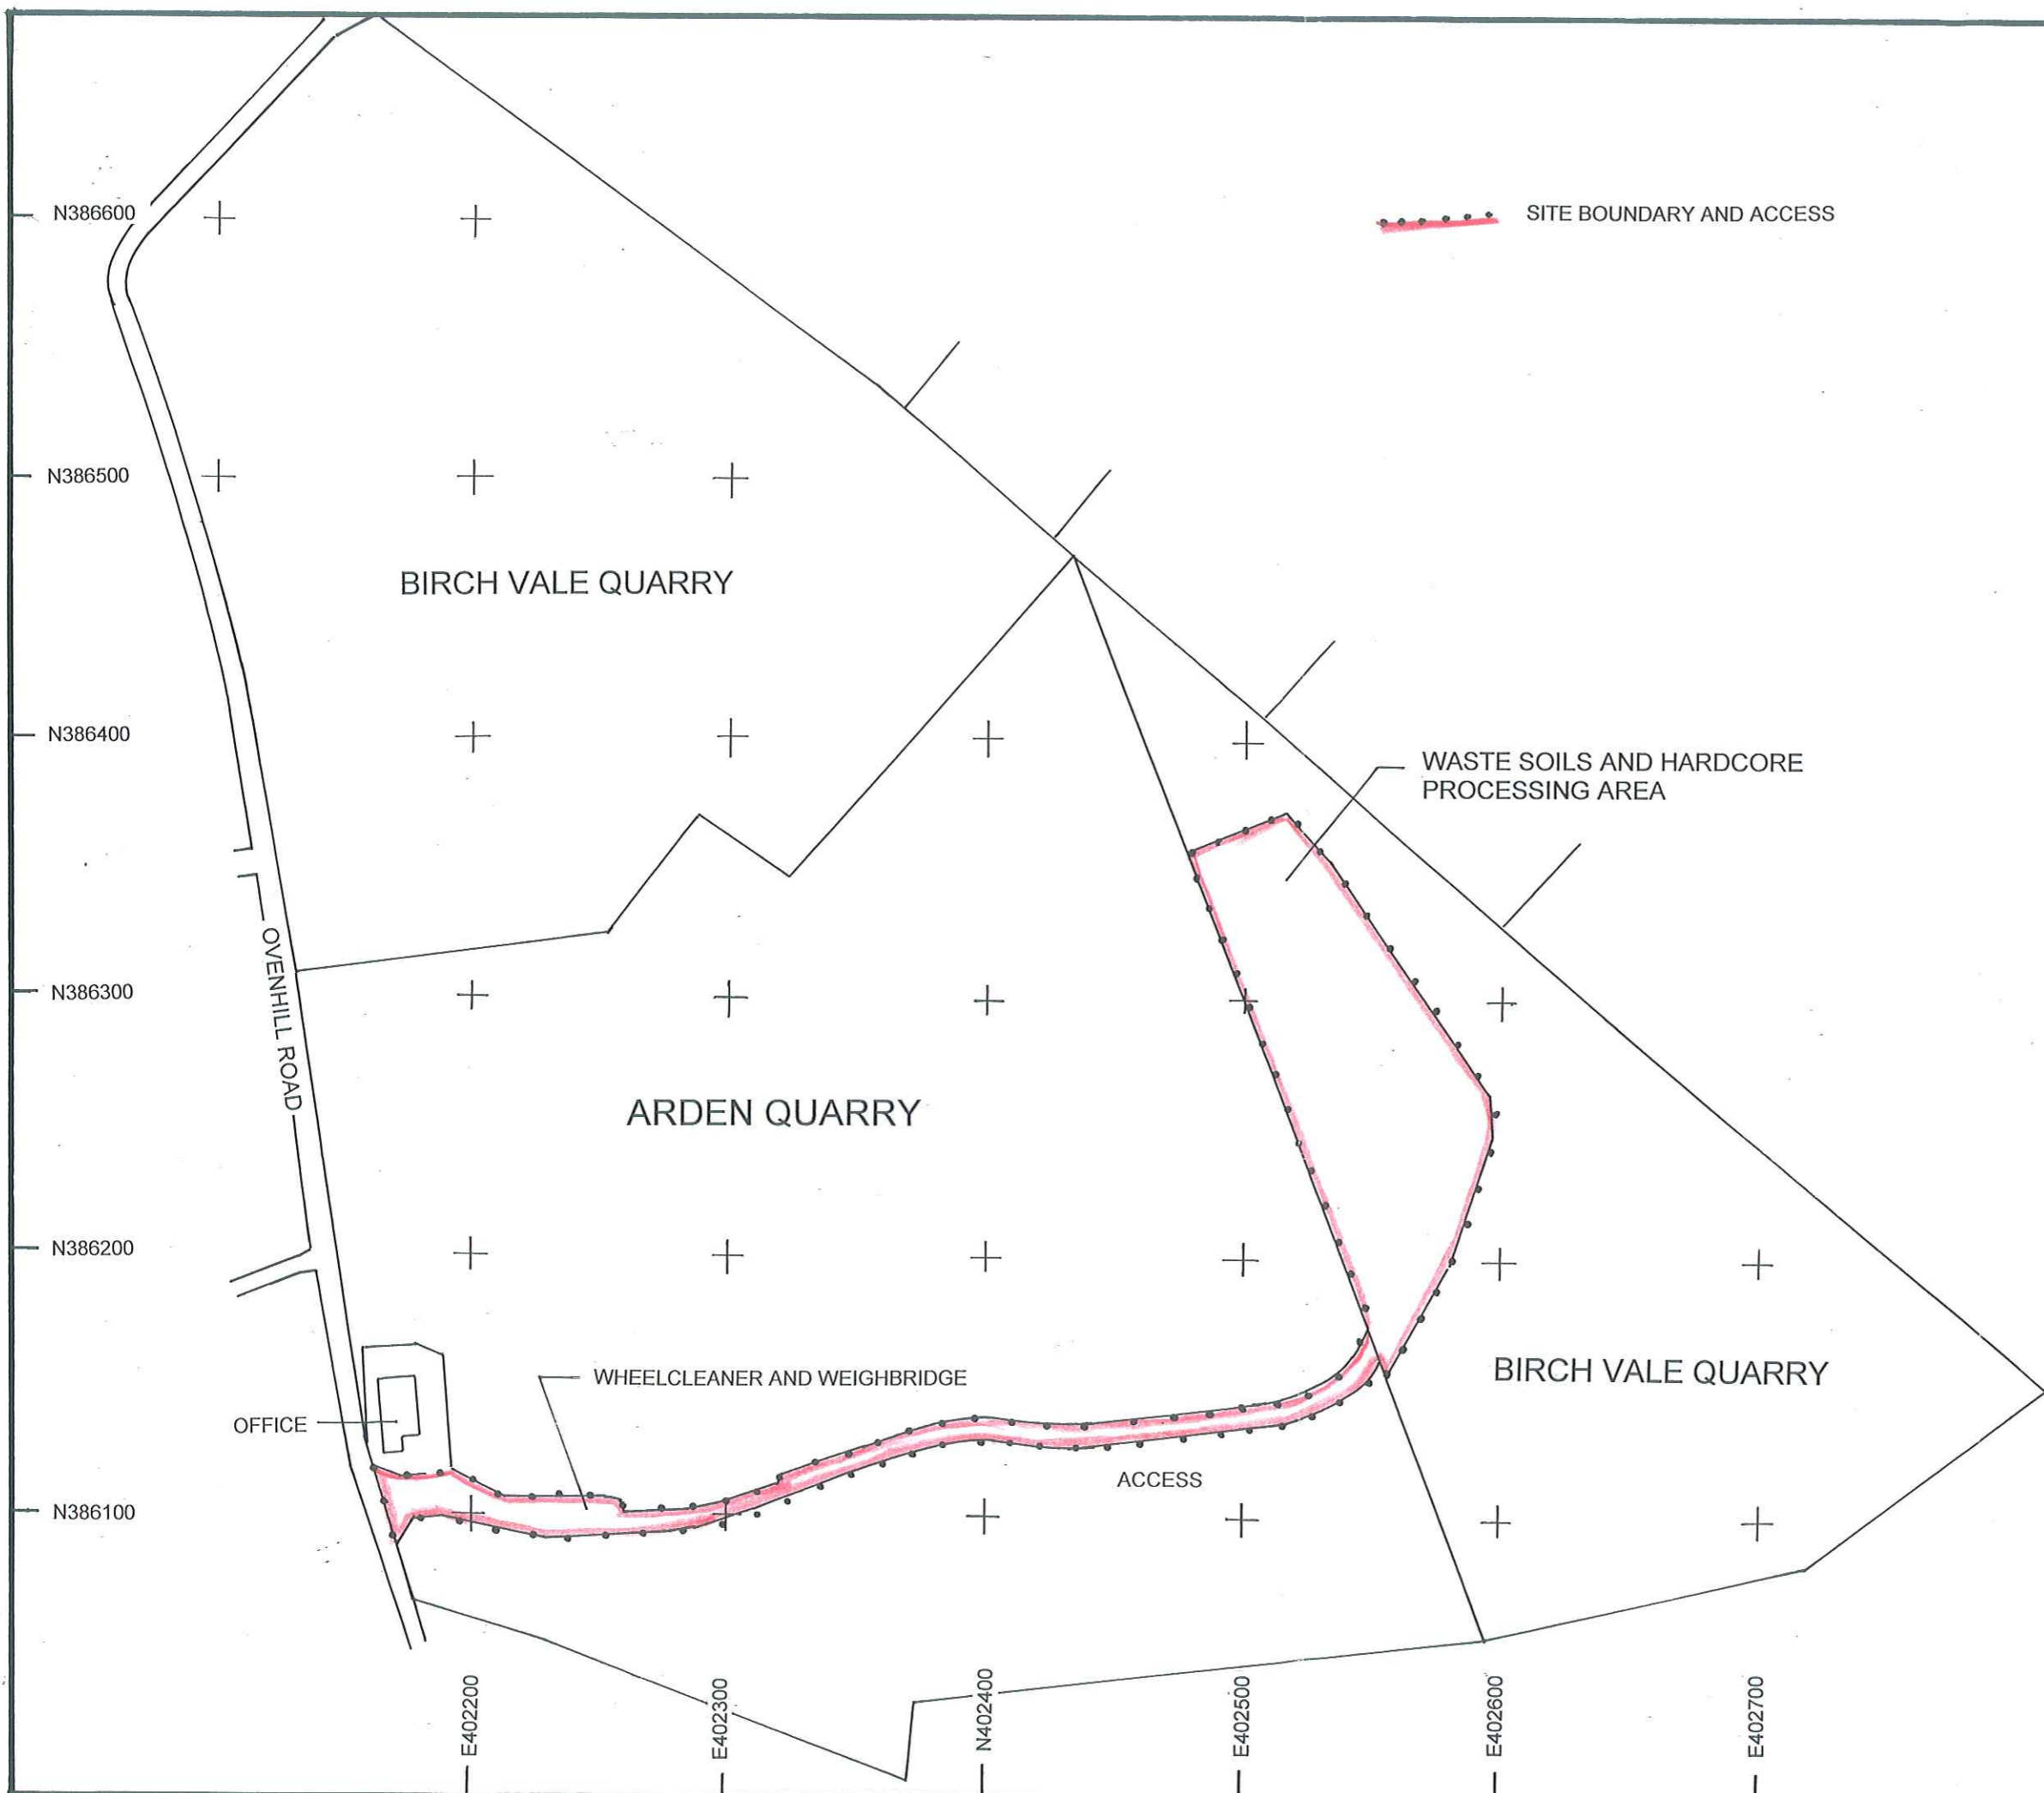 N386600
SITE BOUNDARY AND ACCESS
N386500
BIRCH VALE QUARRY
N386400
WASTE SOILS AND HARDCORE
PROCESSING AREA
N386300
OVENHILL ROAD
ARDEN QUARRY
N386200
WHEELCLEANER AND WEIGHBRIDGE
BIRCH VALE QUARRY
OFFICE
ACCESS
N386100
E402200
E402300
N402400
E402500
E402600
E402700